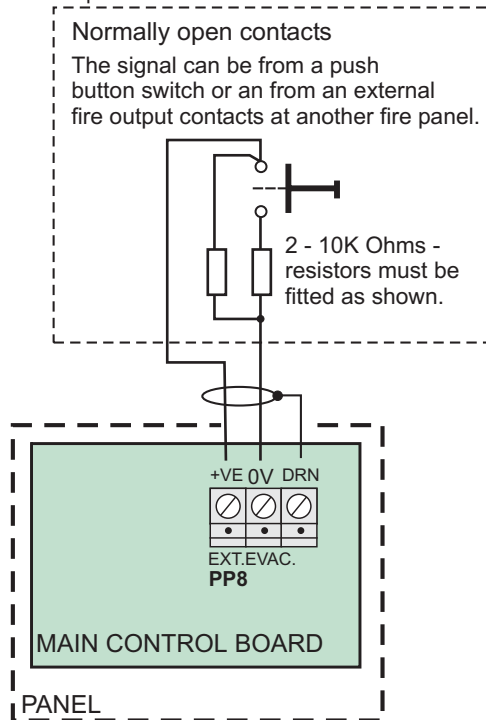 Normally open contacts
The signal can be from a push
button switch or an from an external
fire output contacts at another fire panel.
2 - 10K Ohms -
resistors must be
fitted as shown.
+VE 0V DRN
EXT.EVAC.
PP8
MAIN CONTROL BOARD
PANEL